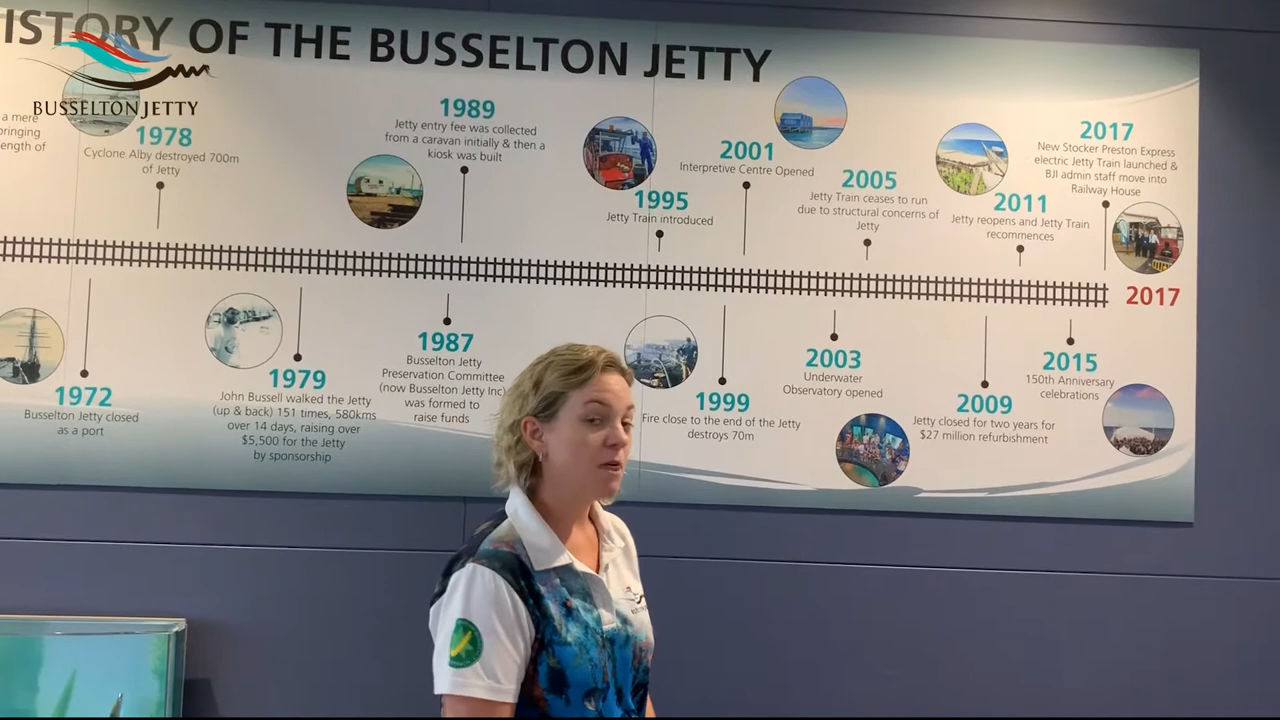 ISTORY OF THE BUSSELTON JETTY
BUSSELTON JETTY
a mere
bringing
ength of
1978
Cyclone Alby destroyed 700m
of Jetty
1989
Jetty entry fee was collected
from a caravan initially & then a
kiosk was built
1995
Jetty Train introduced
2001
Interpretive Centre Opened
2005
Jetty Train ceases to run
due to structural concerns of
Jetty
2011
Jetty reopens and Jetty Train
recommences
2017
New Stocker Preston Express
electric Jetty Train launched &
BJI admin staff move into
Railway House
2017
1972
Busselton Jetty closed
as a port
1979
John Bussell walked the Jetty
(up & back) 151 times, 580kms
over 14 days, raising over
$5,500 for the Jetty
by sponsorship
1987
Busselton Jetty
Preservation Committee
(now Busselton Jetty Inc)
was formed to
raise funds
1999
Fire close to the end of the Jetty
destroys 70m
2003
Underwater
Observatory opened
2009
Jetty closed for two years for
$27 million refurbishment
2015
150th Anniversary
celebrations